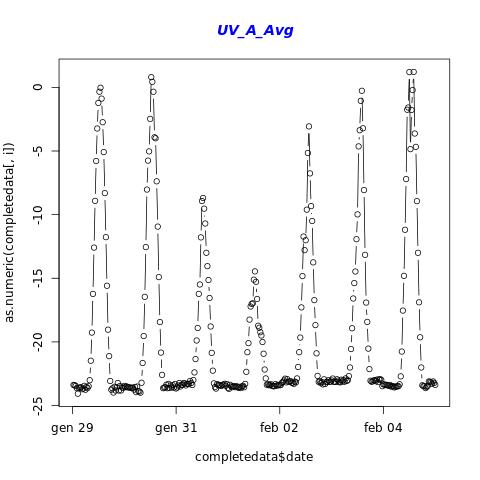 UV_A_Avg
as.numeric(completedata[, i])
0
-5
-10
-15
-20
-25
gen 29
gen 31
feb 02
feb 04
completedata$date